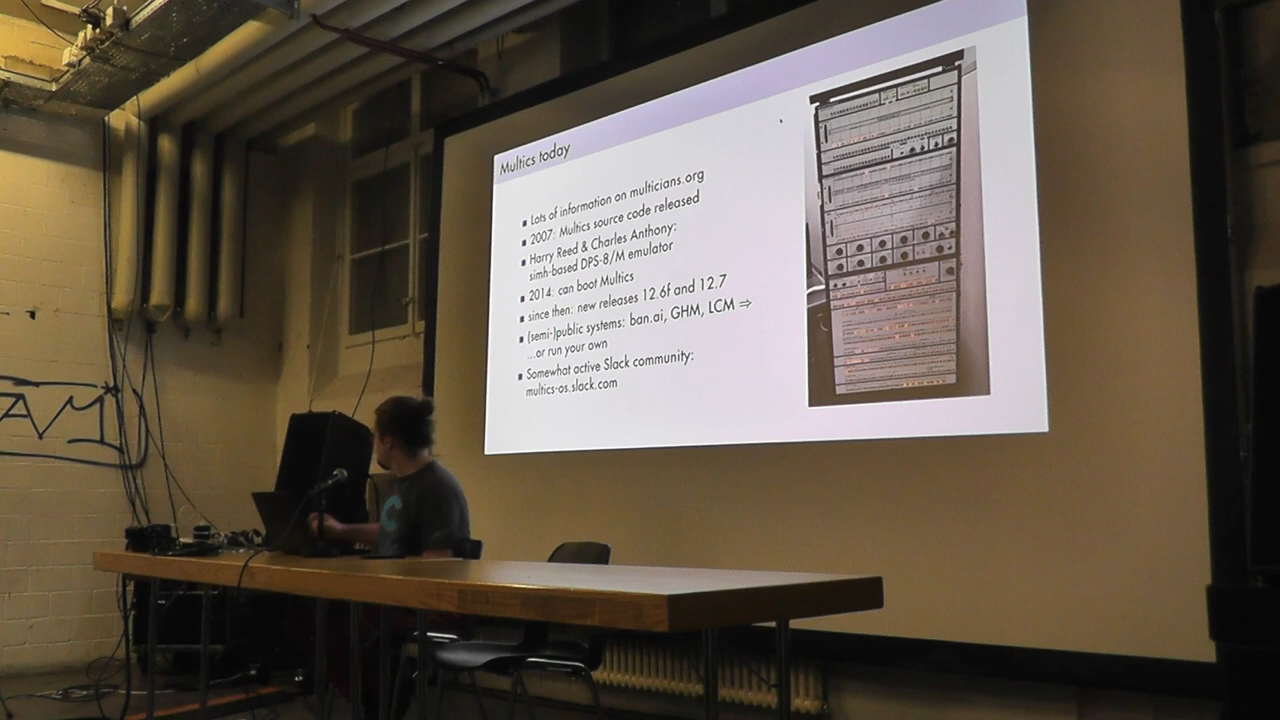 Multics today
Lots of information on multicians.org
2007: Multics source code released
Harry Reed & Charles Anthony:
simh-based DPS-8/M emulator
2014: can boot Multics
since then: new releases 12.6f and 12.7
(semi-)public systems: ban.ai, GHM, LCM ⇒
...or run your own
Somewhat active Slack community:
multics-os.slack.com